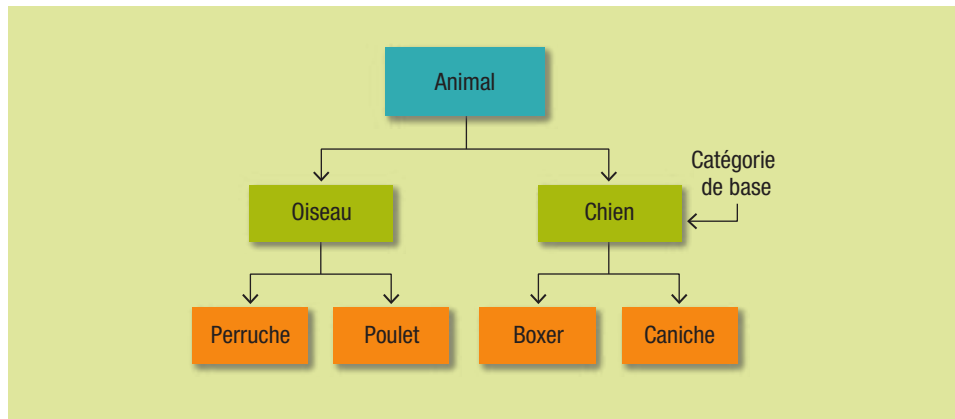 Animal
Catégorie
de base
Oiseau
Chien
Perruche
Poulet
Boxer
Caniche